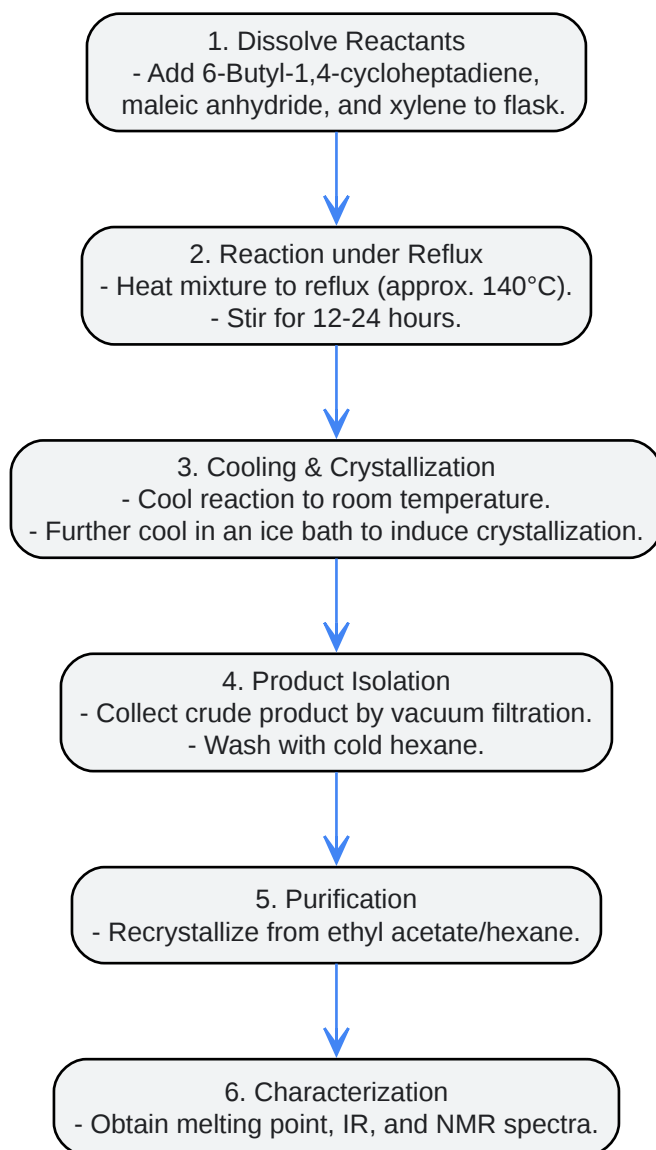 1. Dissolve Reactants
- Add 6-Butyl-1,4-cycloheptadiene,
maleic anhydride, and xylene to flask.
2. Reaction under Reflux
- Heat mixture to reflux (approx. 140°C).
- Stir for 12-24 hours.
3. Cooling & Crystallization
- Cool reaction to room temperature.
- Further cool in an ice bath to induce crystallization.
4. Product Isolation
- Collect crude product by vacuum filtration.
- Wash with cold hexane.
5. Purification
- Recrystallize from ethyl acetate/hexane.
6. Characterization
- Obtain melting point, IR, and NMR spectra.